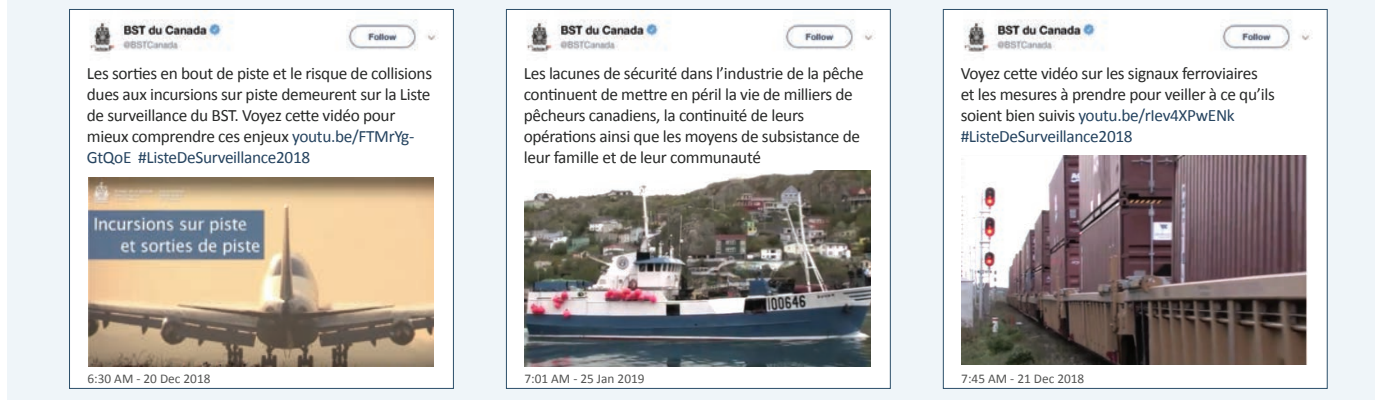 BST du Canada
@BSTCanada
Follow
Les sorties en bout de piste et le risque de collisions
dues aux incursions sur piste demeurent sur la Liste
de surveillance du BST. Voyez cette vidéo pour
mieux comprendre ces enjeux youtu.be/FTMrYg-
GtQoE #ListeDeSurveillance2018
Incursions sur piste
et sorties de piste
6:30 AM - 20 Dec 2018
BST du Canada
@BSTCanada
Follow
Les lacunes de sécurité dans l'industrie de la pêche
continuent de mettre en péril la vie de milliers de
pêcheurs canadiens, la continuité de leurs
opérations ainsi que les moyens de subsistance de
leur famille et de leur communauté
100646
7:01 AM - 25 Jan 2019
BST du Canada
@BSTCanada
Follow
Voyez cette vidéo sur les signaux ferroviaires
et les mesures à prendre pour veiller à ce qu'ils
soient bien suivis youtu.be/rIev4XPwENk
#ListeDeSurveillance2018
7:45 AM - 21 Dec 2018